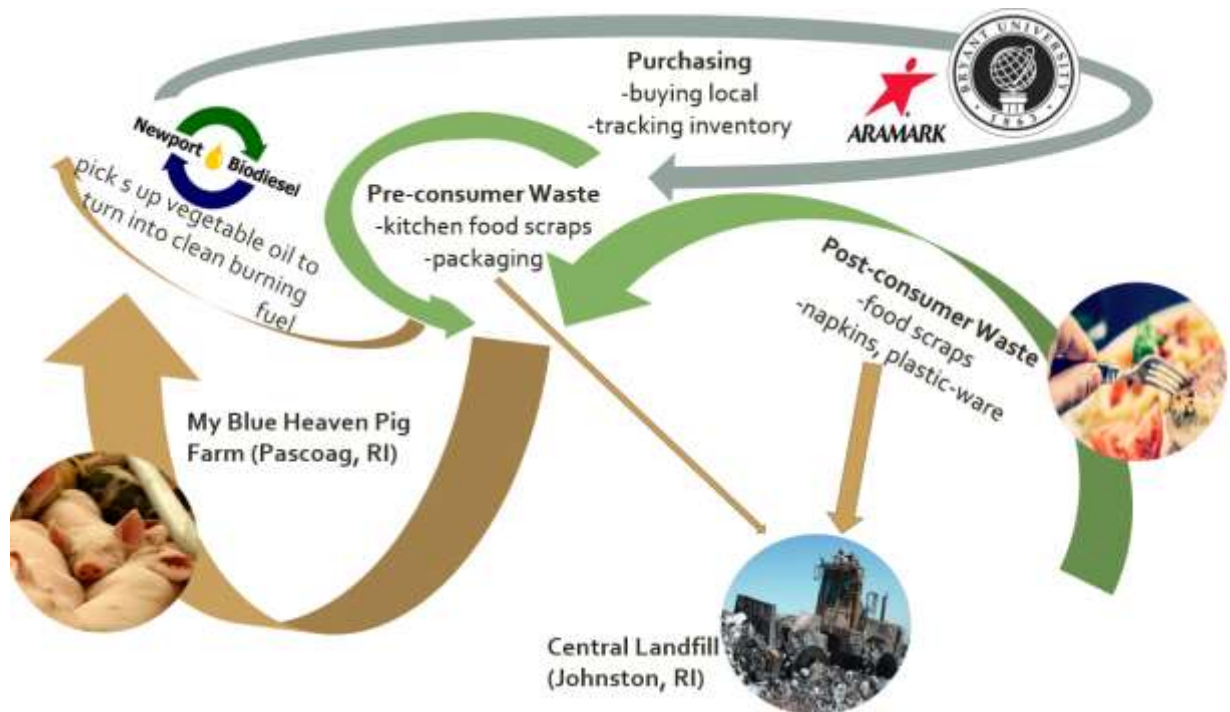 Purchasing
-buying local
-tracking inventory
ARAMARK
BRYANT UNIVERSITY
1863
Newport
Biodiesel
pick s up vegetable oil to
turn into clean burning
fuel
Pre-consumer Waste
-kitchen food scraps
-packaging
Post-consumer Waste
-food scraps
-napkins, plastic-ware
My Blue Heaven Pig
Farm (Pascoag, RI)
Central Landfill
(Johnston, RI)